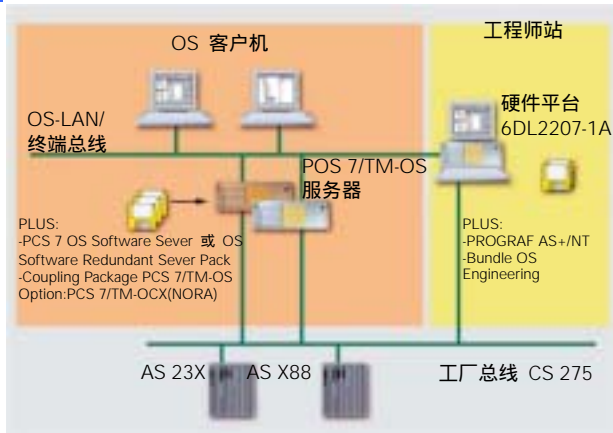 OS 客户机
工程师站
OS-LAN/
终端总线
硬件平台
6DL2207-1A
POS 7/TM-OS
服务器
PLUS:
-PCS 7 OS Software Sever 或 OS
Software Redundant Sever Pack
-Coupling Package PCS 7/TM-OS
Option:PCS 7/TM-OCX(NORA)
PLUS:
-PROGRAF AS+/NT
-Bundle OS
Engineering
AS 23X
AS X88
工厂总线 CS 275